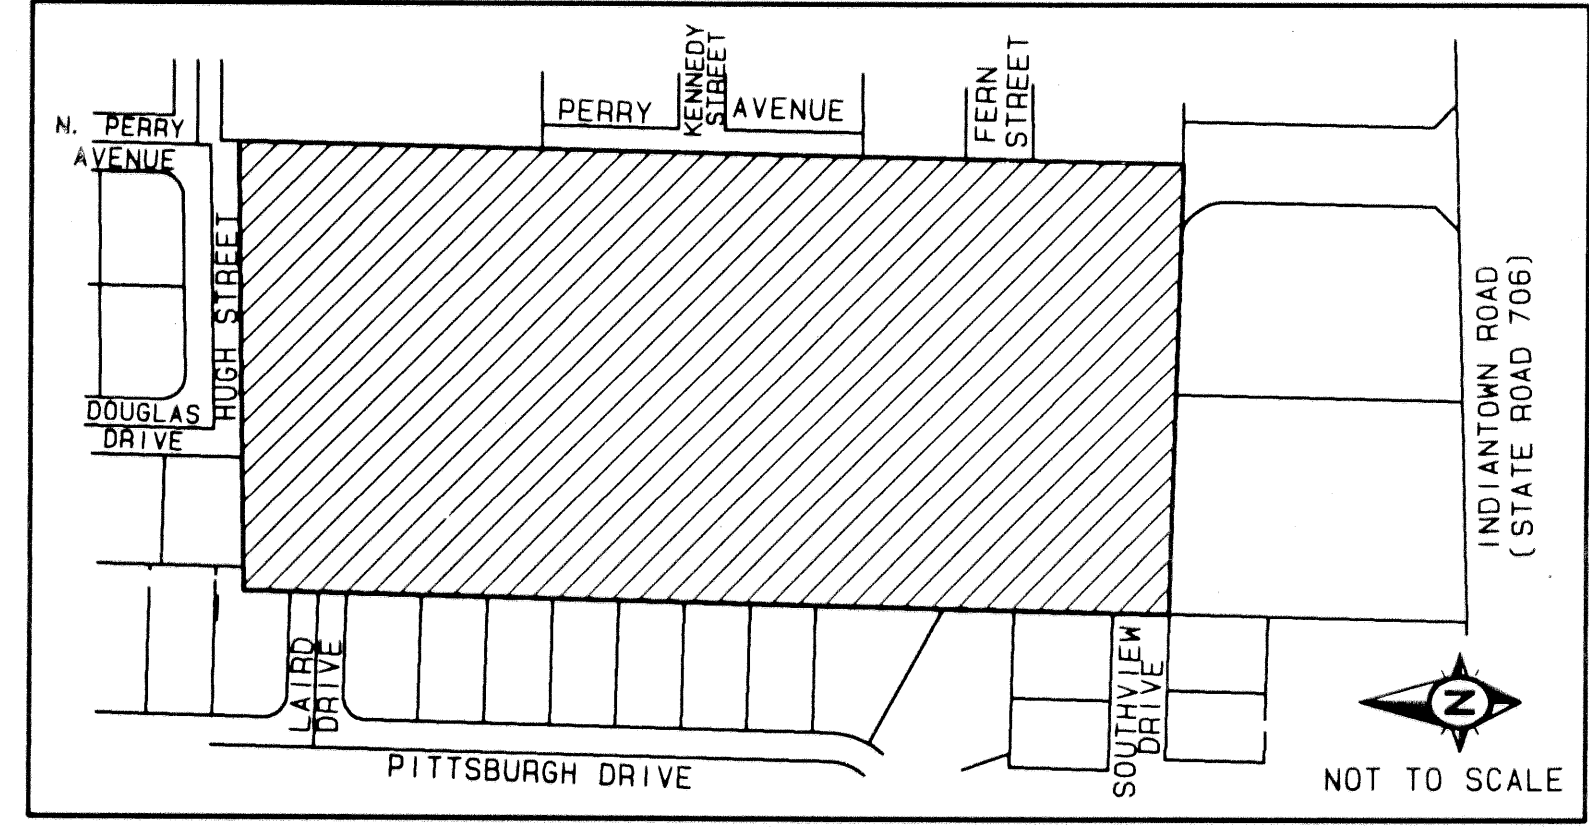 KENNEDY
STREET
PERRY
AVENUE
FERN
STREET
N. PERRY
AVENUE
HUGH STREET
DOUGLAS
DRIVE
INDIANTOWN ROAD
(STATE ROAD 706)
LAIRD
DRIVE
SOUTHVIEW
DRIVE
PITTSBURGH DRIVE
N
NOT TO SCALE